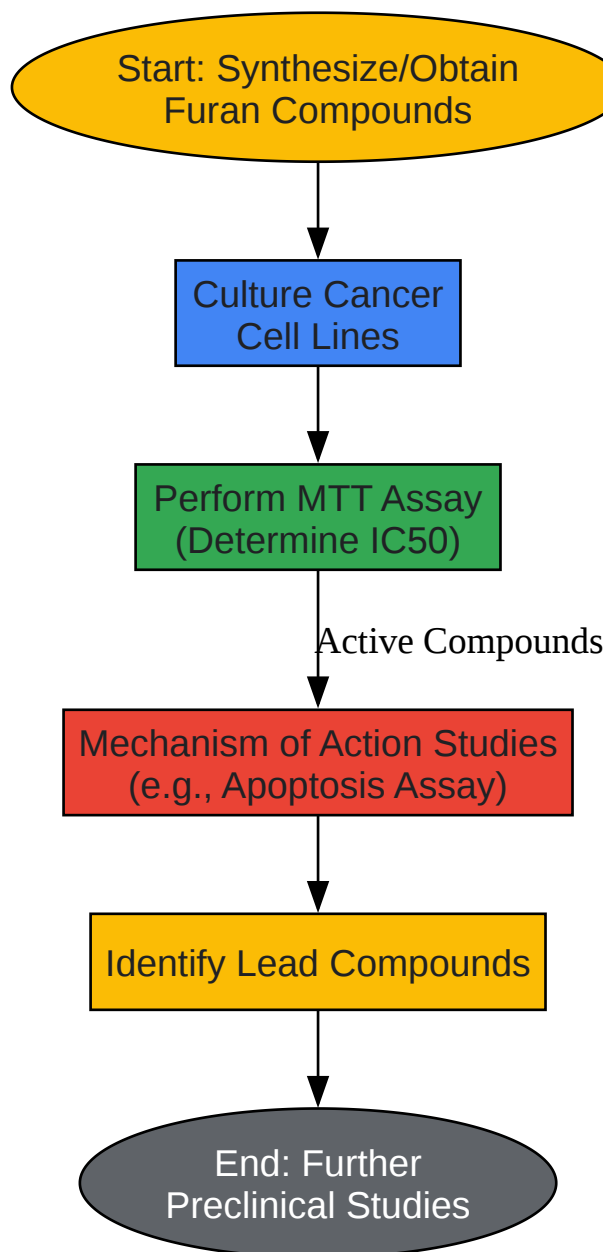 Start: Synthesize/Obtain
Furan Compounds
Culture Cancer
Cell Lines
Perform MTT Assay
(Determine IC50)
Active Compounds
Mechanism of Action Studies
(e.g., Apoptosis Assay)
Identify Lead Compounds
End: Further
Preclinical Studies